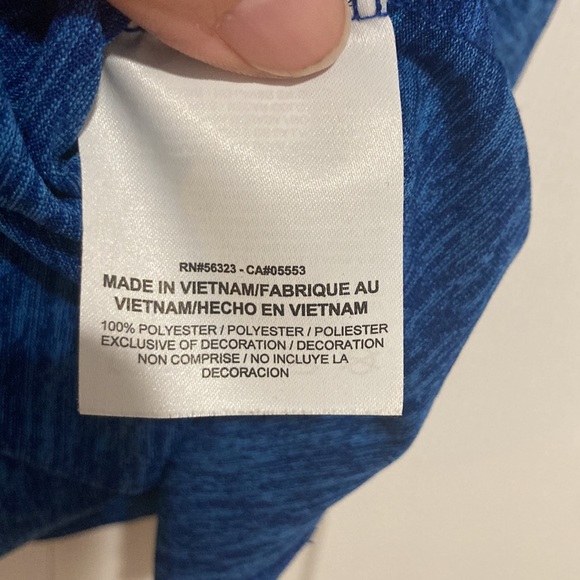 RN#56323 - CA#05553
MADE IN VIETNAM/FABRIQUE AU
VIETNAM/HECHO EN VIETNAM
100% POLYESTER / POLYESTER / POLIESTER
EXCLUSIVE OF DECORATION / DECORATION
NON COMPRISE / NO INCLUYE LA
DECORACION